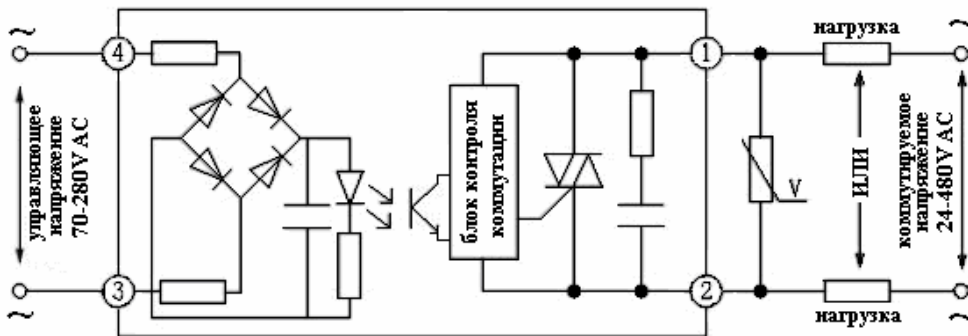 ~
4
управляющее
напряжение
70-280V AC
3
~
блок контроля
коммутации
1
2
нагрузка
V
ИЛИ
нагрузка
~
коммутируемое
напряжение
24-480V AC
~